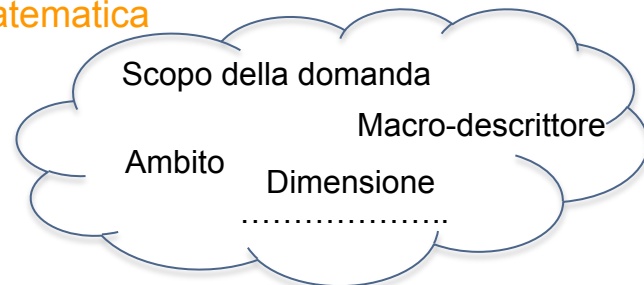 atematica
Scopo della domanda
Macro-descrittore
Ambito
Dimensione
………………….